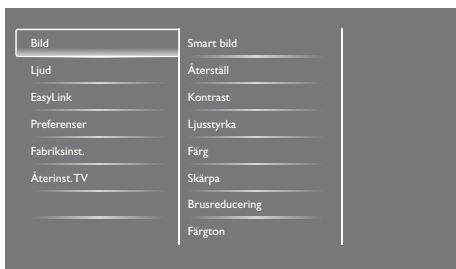 Bild
Ljud
EasyLink
Preferenser
Fabriksinst.
Återinst.TV
Smart bild
Återställ
Kontrast
Ljusstyrka
Färg
Skärpa
Brusreducering
Färgton